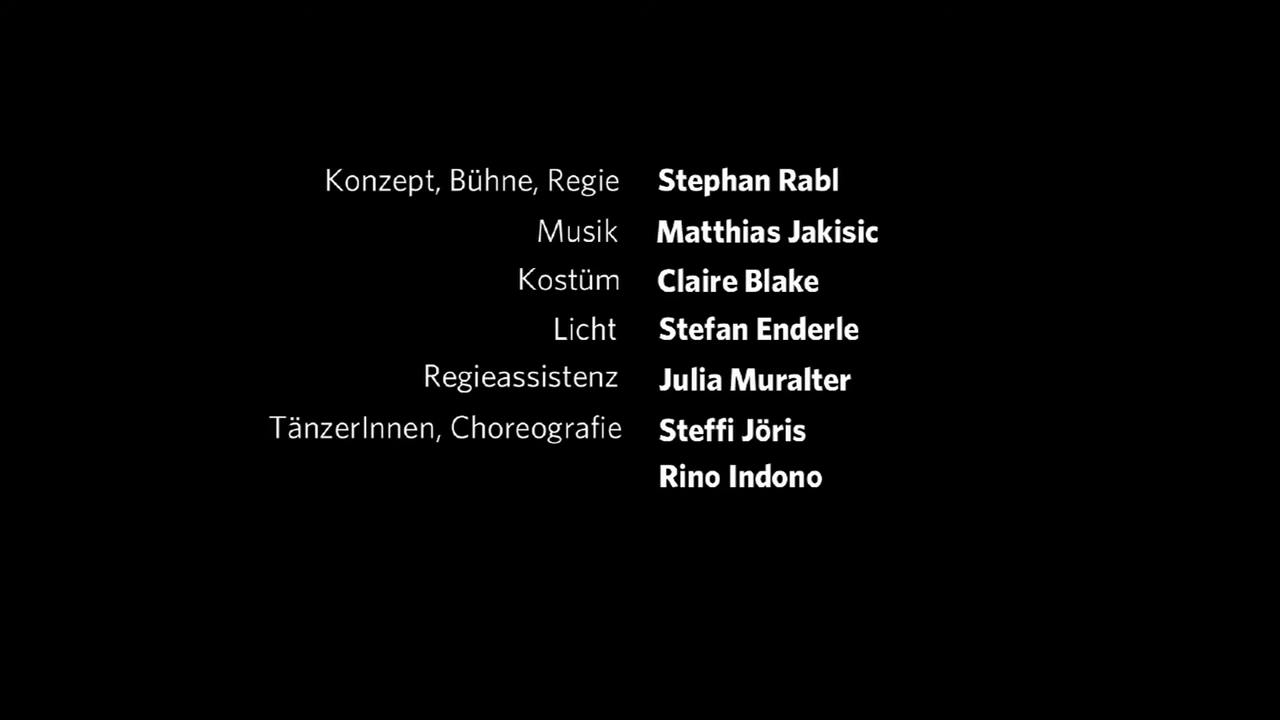 Konzept, Bühne, Regie Stephan Rabl
Musik Matthias Jakisic
Kostüm Claire Blake
Licht Stefan Enderle
Regieassistenz Julia Muralter
TänzerInnen, Choreografie Steffi Jöris
Rino Indono